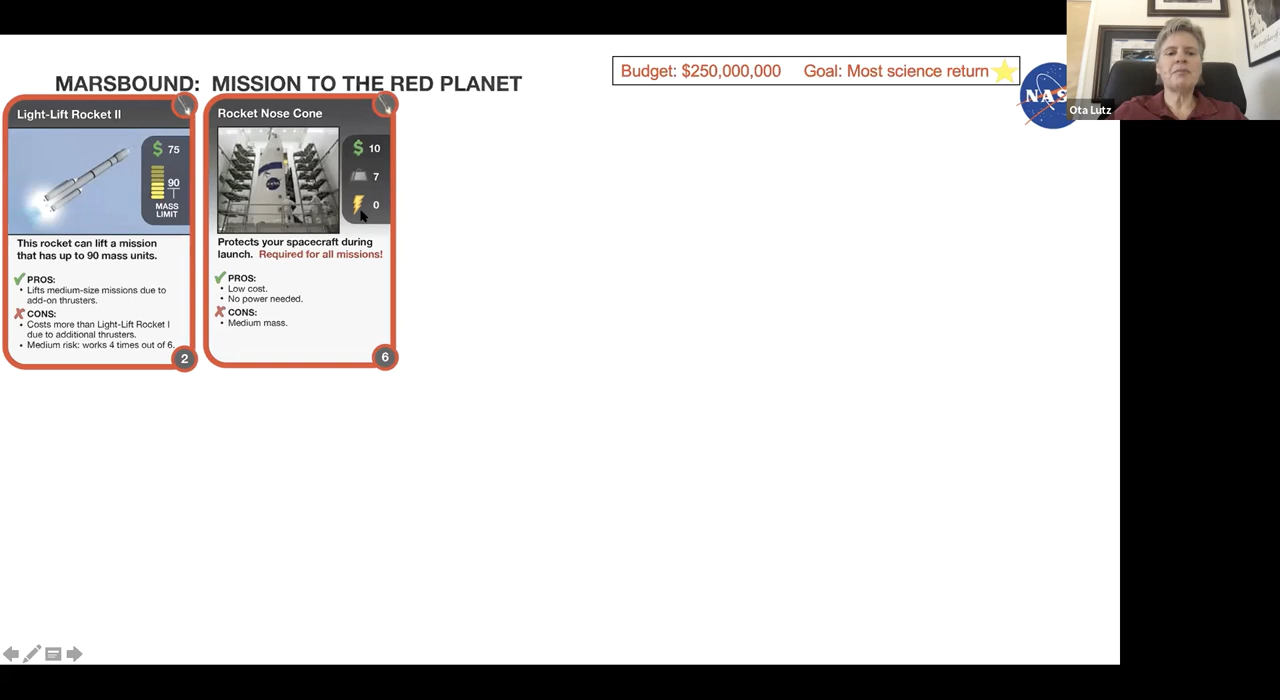 MARSBOUND: MISSION TO THE RED PLANET
Budget: $250,000,000 Goal: Most science return
NAS
Ota Lutz
Light-Lift Rocket II
$ 75
90
MASS
LIMIT
This rocket can lift a mission
that has up to 90 mass units.
PROS:
• Lifts medium-size missions due to
add-on thrusters.
CONS:
• Costs more than Light-Lift Rocket I
due to additional thrusters.
• Medium risk: works 4 times out of 6.
2
Rocket Nose Cone
$ 10
7
0
NASA
Protects your spacecraft during
launch. Required for all missions!
PROS:
• Low cost.
• No power needed.
CONS:
• Medium mass.
6